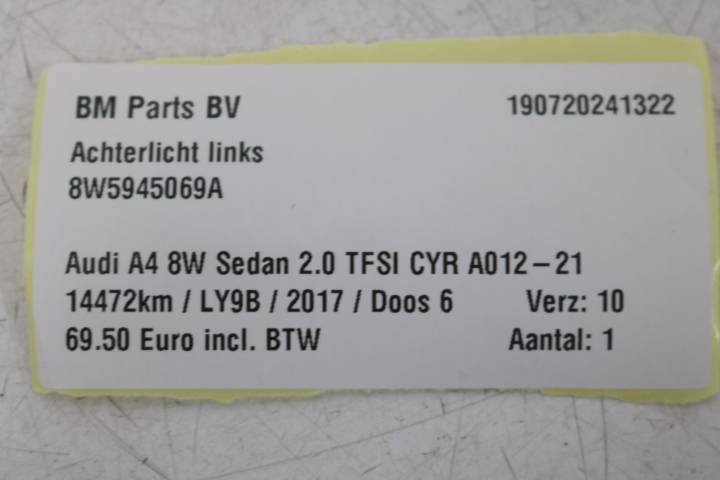 BM Parts BV 190720241322
Achterlicht links
8W5945069A
Audi A4 8W Sedan 2.0 TFSI CYR A012-21
14472km / LY9B / 2017 / Doos 6 Verz: 10
69.50 Euro incl. BTW Aantal: 1